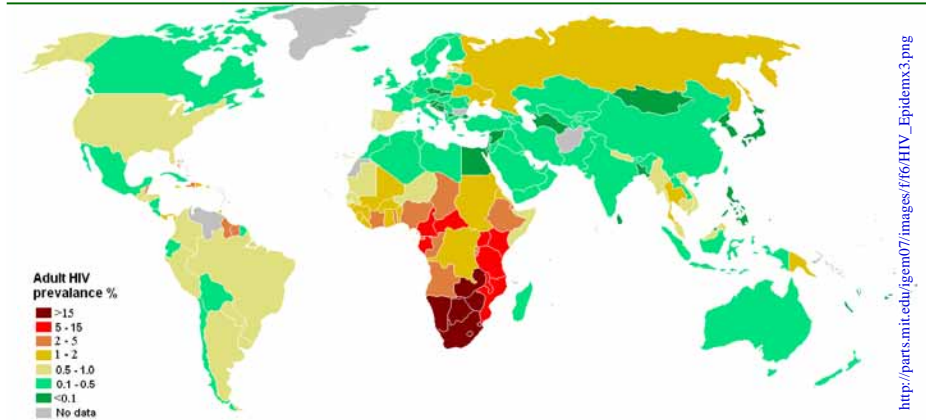 Adult HIV
prevalance %
>15
5 - 15
2 - 5
1 - 2
0.5 - 1.0
0.1 - 0.5
<0.1
No data
http://parts.mit.edu/igem07/images/f/f6/HIV_Epidemx3.png